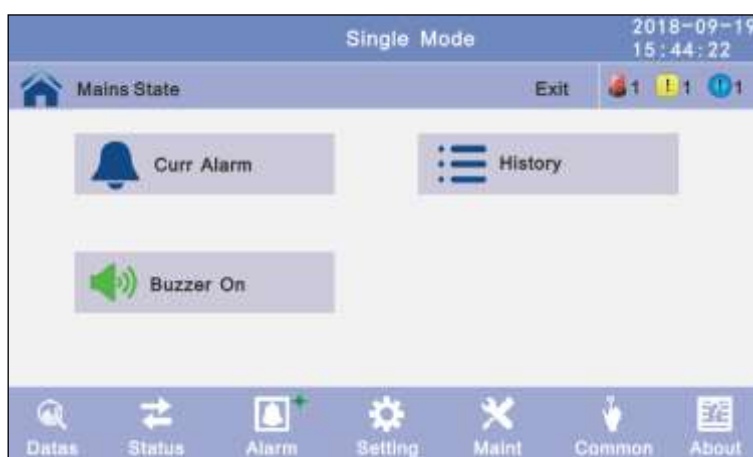 Single Mode
2018-09-19
15:44:22
Mains State
Exit
1
1
1
Curr Alarm
History
Buzzer On
Datas
Status
Alarm
Setting
Maint
Common
About